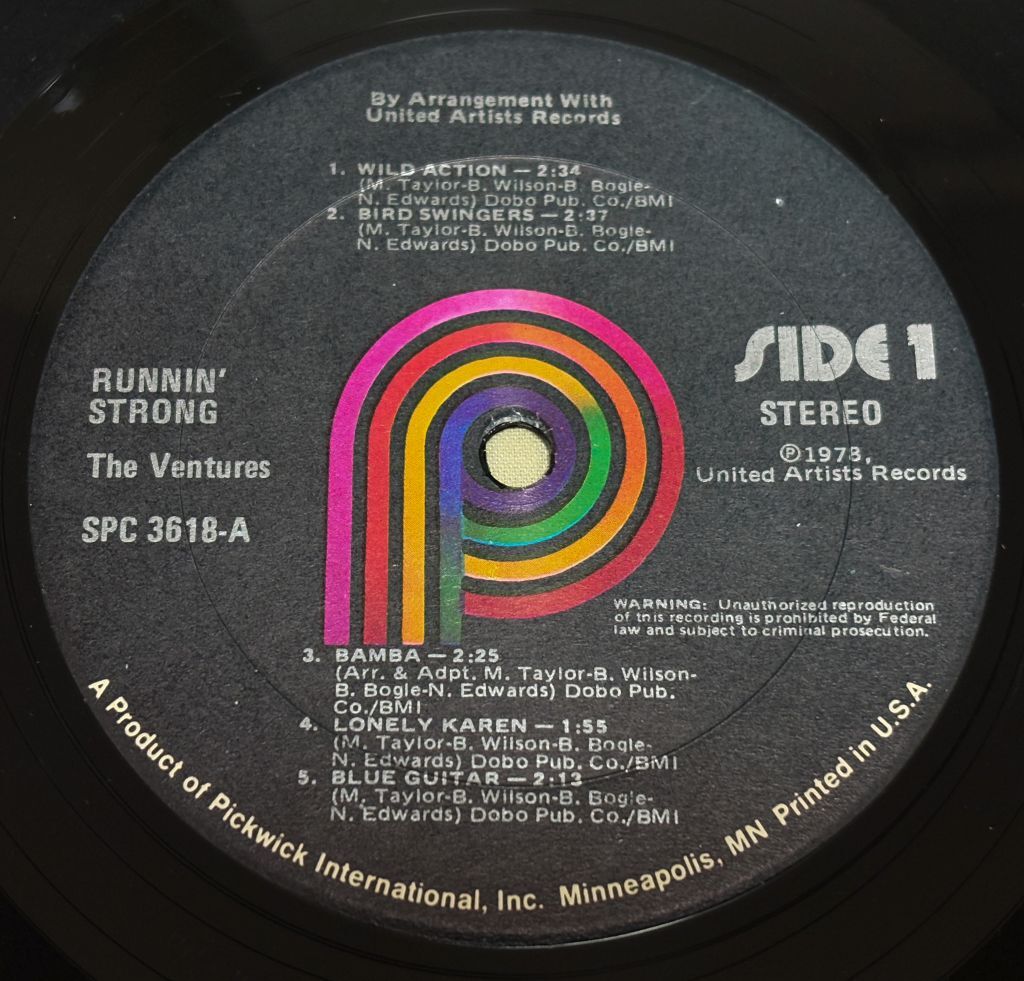 By Arrangement With
United Artists Records
1. WILD ACTION — 2:34
(M. Taylor-B. Wilson-B. Bogle-
N. Edwards) Dobo Pub. Co./BMI
2. BIRD SWINGERS — 2:37
(M. Taylor-B. Wilson-B. Bogle-
N. Edwards) Dobo Pub. Co./BMI
RUNNIN'
STRONG
The Ventures
SPC 3618-A
SIDE 1
STEREO
℗1978,
United Artists Records
WARNING: Unauthorized reproduction
of this recording is prohibited by Federal
law and subject to criminal prosecution.
3. BAMBA — 2:25
(Arr. & Adpt. M. Taylor-B. Wilson-
B. Bogle-N. Edwards) Dobo Pub.
Co./BMI
4. LONELY KAREN — 1:55
(M. Taylor-B. Wilson-B. Bogle-
N. Edwards) Dobo Pub. Co./BMI
5. BLUE GUITAR — 2:13
(M. Taylor-B. Wilson-B. Bogle-
N. Edwards) Dobo Pub. Co./BMI
A Product of Pickwick International, Inc. Minneapolis, MN Printed in U.S.A.